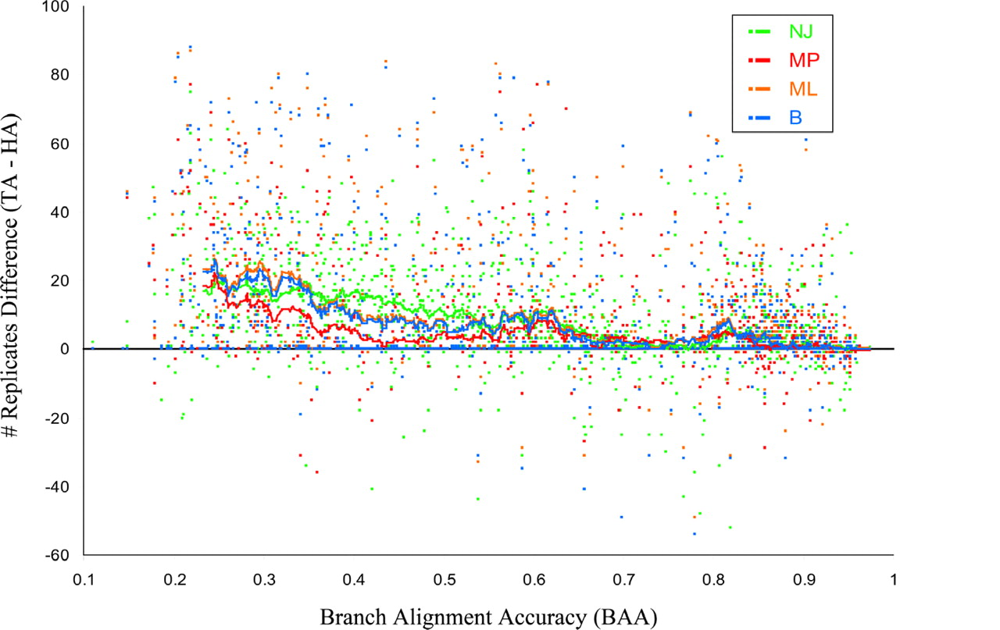 100
80
60
40
20
0
-20
-40
-60
# Replicates Difference (TA - HA)
NJ
MP
ML
B
0.1 0.2 0.3 0.4 0.5 0.6 0.7 0.8 0.9 1
Branch Alignment Accuracy (BAA)